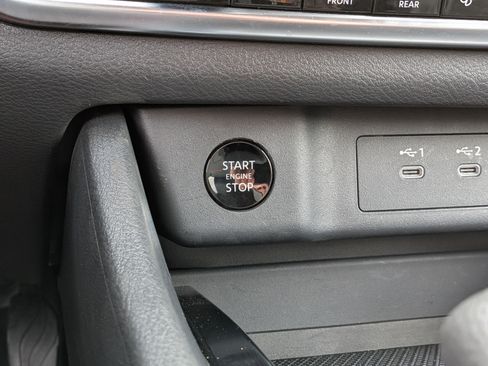 FRONT
REAR
START
ENGINE
STOP
1
2